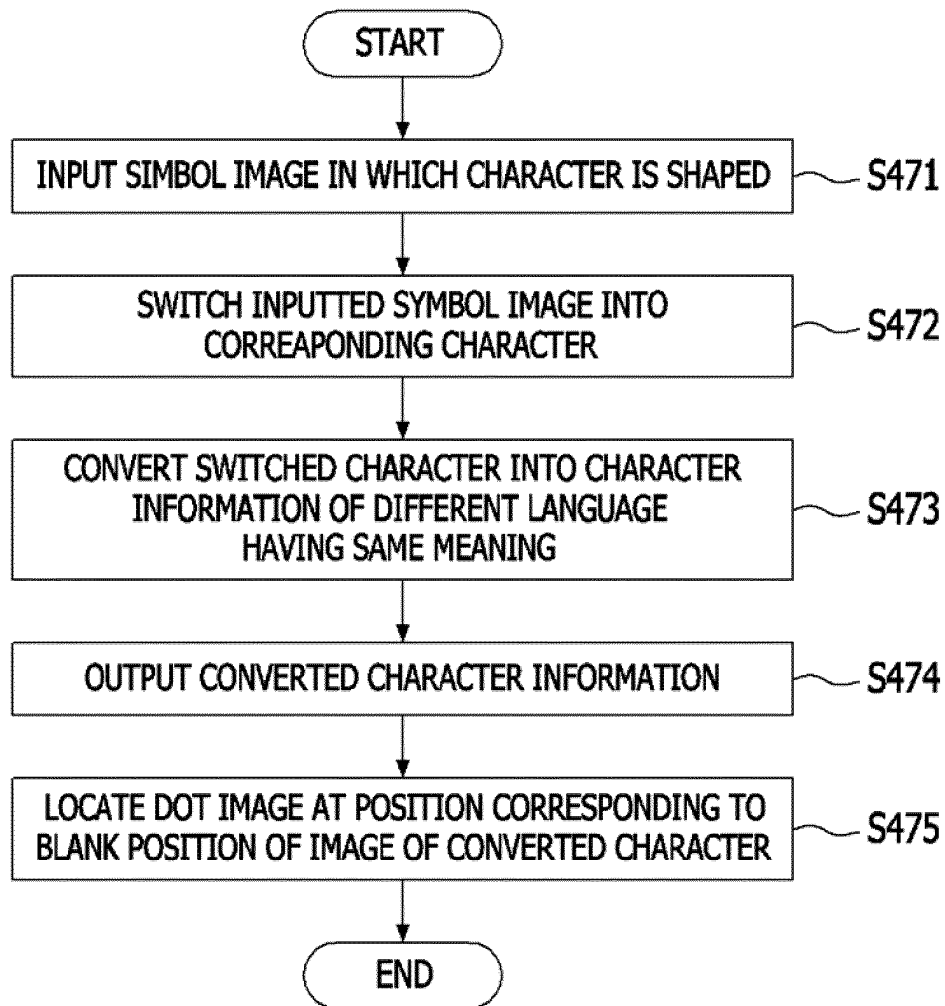 START
INPUT SIMBOL IMAGE IN WHICH CHARACTER IS SHAPED
S471
SWITCH INPUTTED SYMBOL IMAGE INTO
CORREAPONDING CHARACTER
S472
CONVERT SWITCHED CHARACTER INTO CHARACTER
INFORMATION OF DIFFERENT LANGUAGE
HAVING SAME MEANING
S473
OUTPUT CONVERTED CHARACTER INFORMATION
S474
LOCATE DOT IMAGE AT POSITION CORRESPONDING TO
BLANK POSITION OF IMAGE OF CONVERTED CHARACTER
S475
END